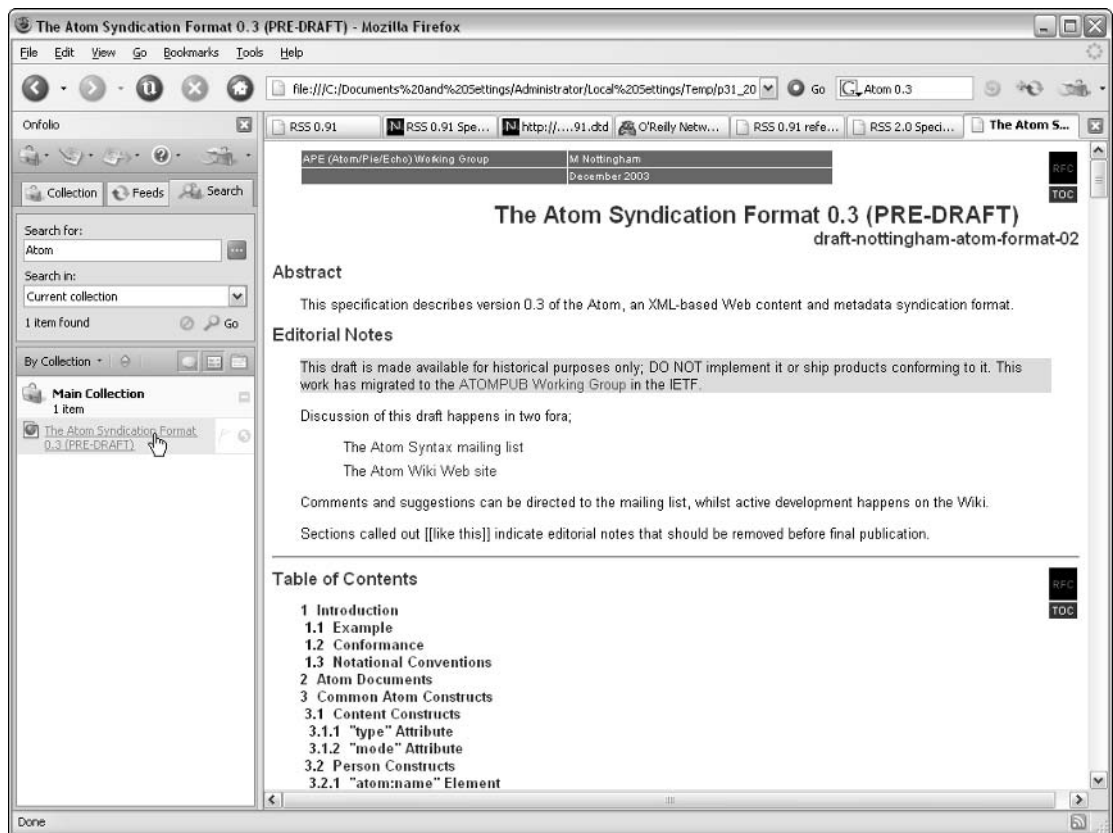 The Atom Syndication Format 0.3 (PRE-DRAFT) - Mozilla Firefox
File Edit View Go Bookmarks Tools Help
file:///C:/Documents%20and%20Settings/Administrator/Local%20Settings/Temp/p31_20 Go G Atom 0.3
Onfolio
RSS 0.91
N RSS 0.91 Spe...
N http://....91.dtd
O'Reilly Netw...
RSS 0.91 refe...
RSS 2.0 Speci...
The Atom S...
Collection Feeds Search
Search for:
Atom
Search in:
Current collection
1 item found Go
By Collection
Main Collection
1 item
The Atom Syndication Format
0.3 (PRE-DRAFT)
APE (Atom/Pie/Echo) Working Group M Nottingham
December 2003
RFC
TOC
The Atom Syndication Format 0.3 (PRE-DRAFT)
draft-nottingham-atom-format-02
Abstract
This specification describes version 0.3 of the Atom, an XML-based Web content and metadata syndication format.
Editorial Notes
This draft is made available for historical purposes only; DO NOT implement it or ship products conforming to it. This
work has migrated to the ATOMPUB Working Group in the IETF.
Discussion of this draft happens in two fora;
The Atom Syntax mailing list
The Atom Wiki Web site
Comments and suggestions can be directed to the mailing list, whilst active development happens on the Wiki.
Sections called out [[like this]] indicate editorial notes that should be removed before final publication.
RFC
TOC
Table of Contents
1 Introduction
1.1 Example
1.2 Conformance
1.3 Notational Conventions
2 Atom Documents
3 Common Atom Constructs
3.1 Content Constructs
3.1.1 "type" Attribute
3.1.2 "mode" Attribute
3.2 Person Constructs
3.2.1 "atom:name" Element
Done